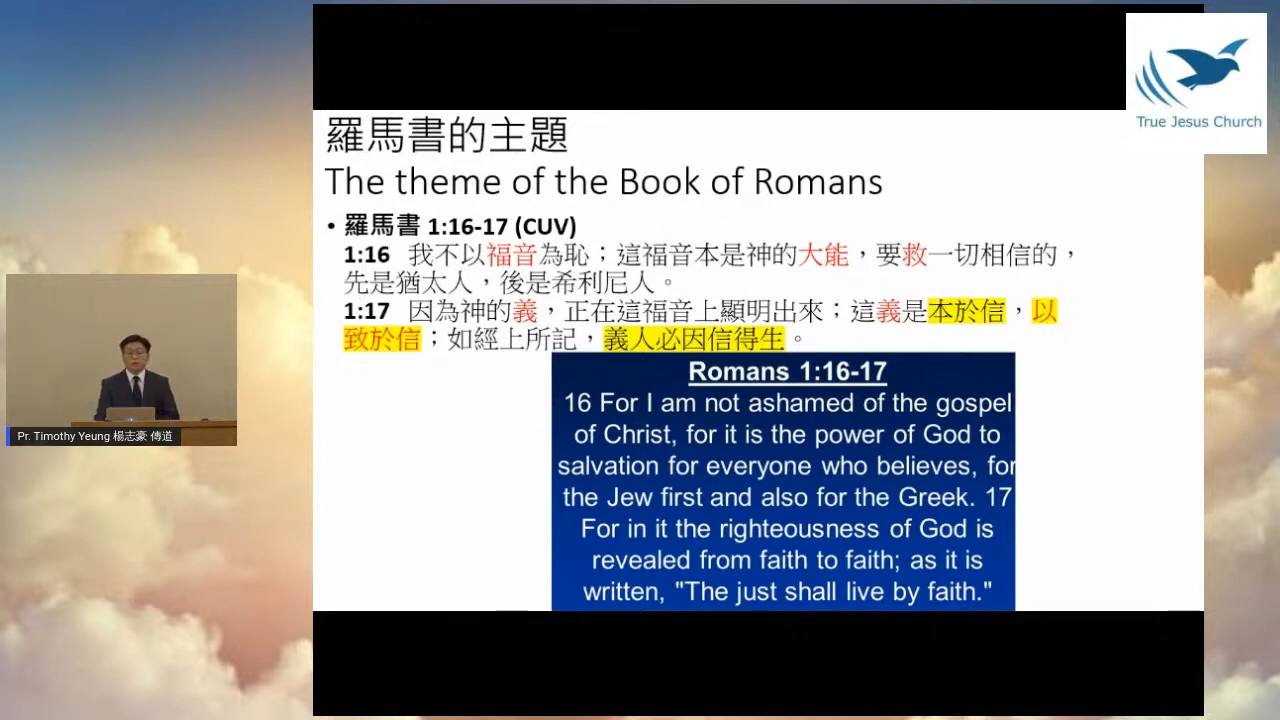 True Jesus Church
羅馬書的主題
The theme of the Book of Romans
• 羅馬書 1:16-17 (CUV)
1:16 我不以福音為恥；這福音本是神的大能，要救一切相信的，
先是猶太人，後是希利尼人。
1:17 因為神的義，正在這福音上顯明出來；這義是本於信，以
致於信；如經上所記，義人必因信得生。
Romans 1:16-17
16 For I am not ashamed of the gospel
of Christ, for it is the power of God to
salvation for everyone who believes, for
the Jew first and also for the Greek. 17
For in it the righteousness of God is
revealed from faith to faith; as it is
written, "The just shall live by faith."
Pr. Timothy Yeung 楊志豪 傳道